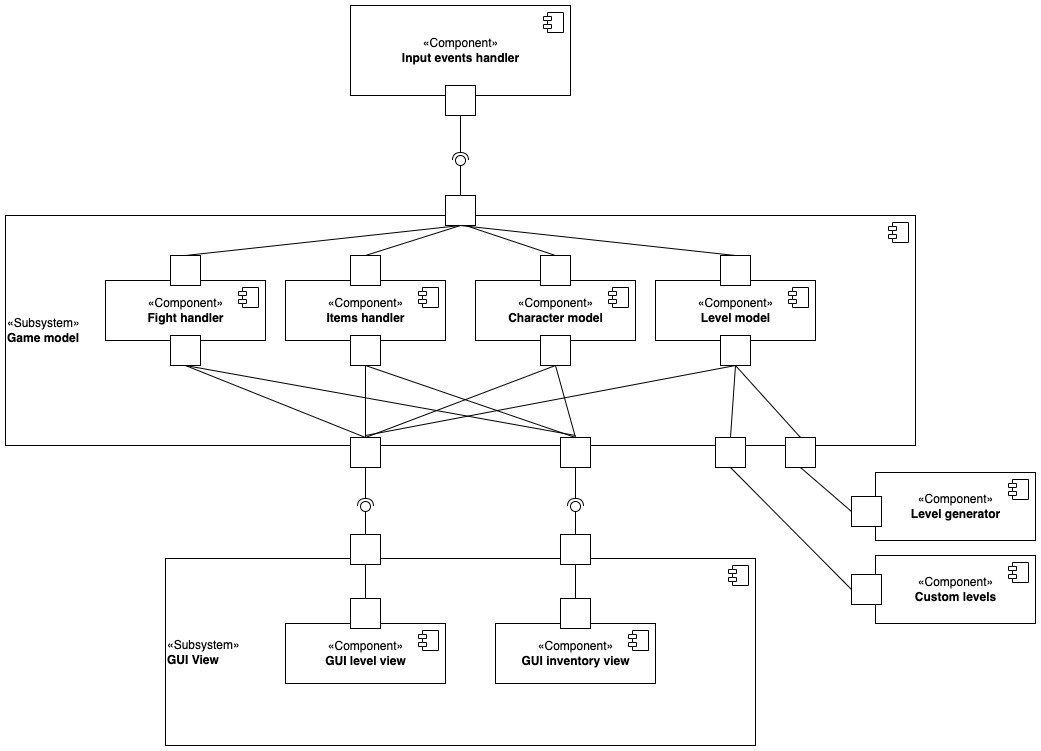 «Component»
Input events handler
«Subsystem»
Game model
«Component»
Fight handler
«Component»
Items handler
«Component»
Character model
«Component»
Level model
«Component»
Level generator
«Component»
Custom levels
«Subsystem»
GUI View
«Component»
GUI level view
«Component»
GUI inventory view